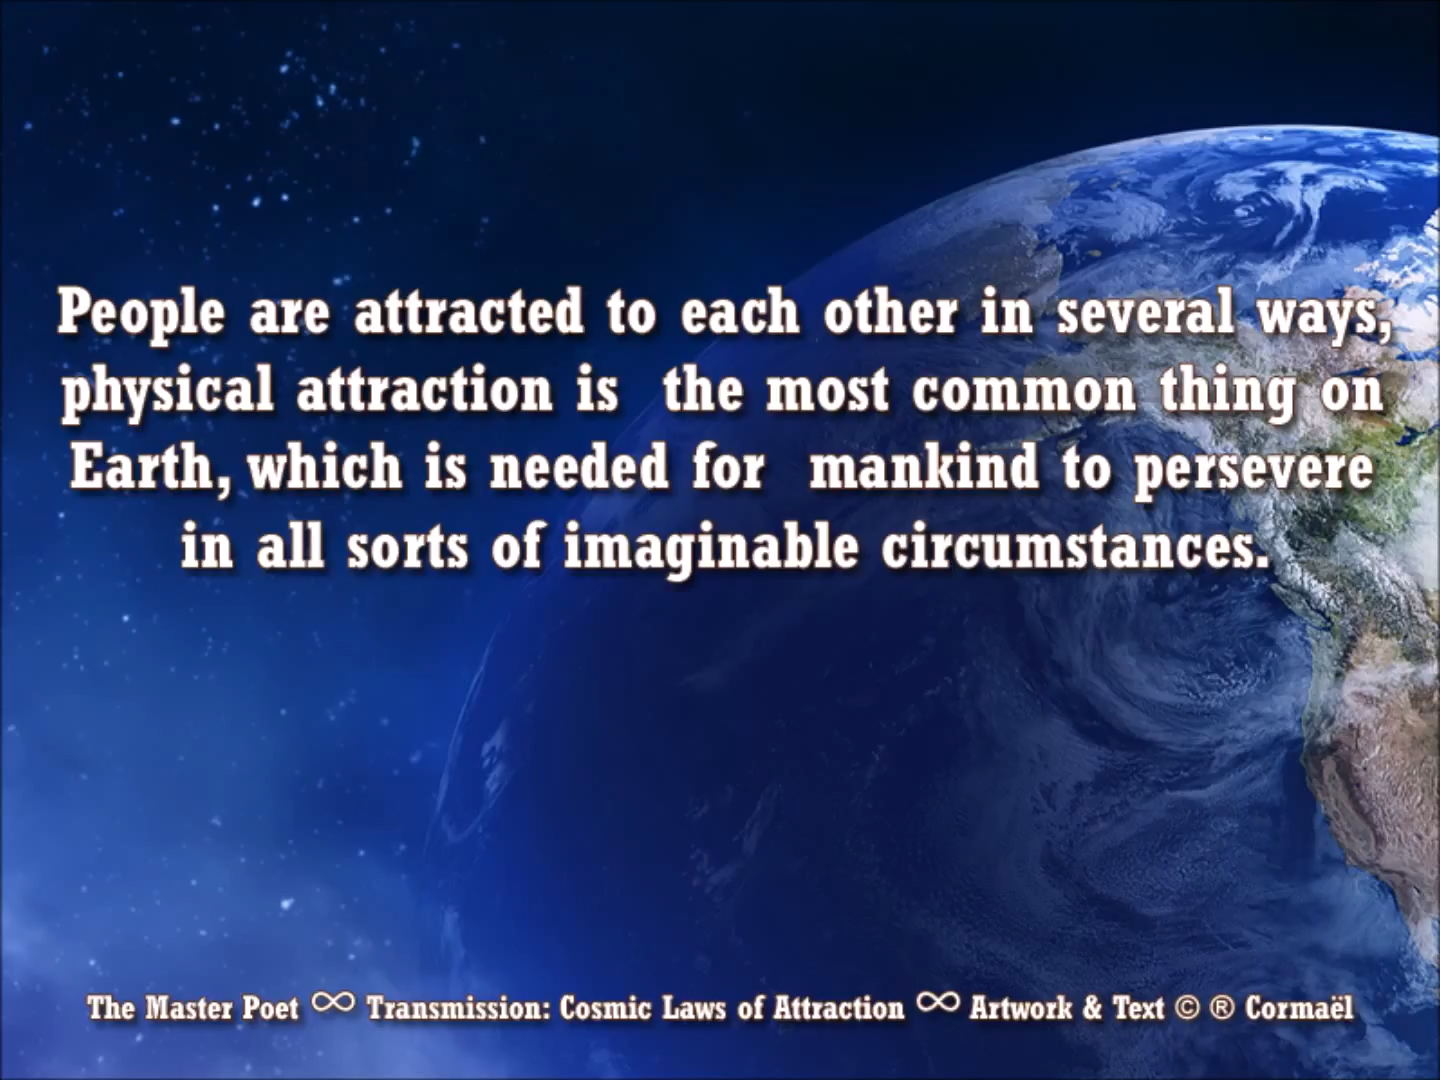 People are attracted to each other in several ways,
physical attraction is the most common thing on
Earth, which is needed for mankind to persevere
in all sorts of imaginable circumstances.
The Master Poet ∞ Transmission: Cosmic Laws of Attraction ∞ Artwork & Text © ® Cormaël